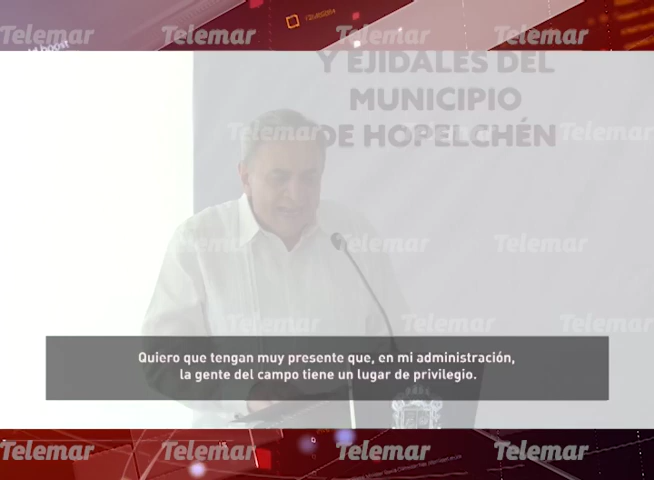 Telemar Telemar Telemar Telemar
Y EJIDALES DEL
MUNICIPIO
DE HOPELCHÉN
Telemar Telemar Telemar
Telemar Telemar Telemar
Telemar Telemar
Quiero que tengan muy presente que, en mi administración,
la gente del campo tiene un lugar de privilegio.
Telemar Telemar Telemar Telemar